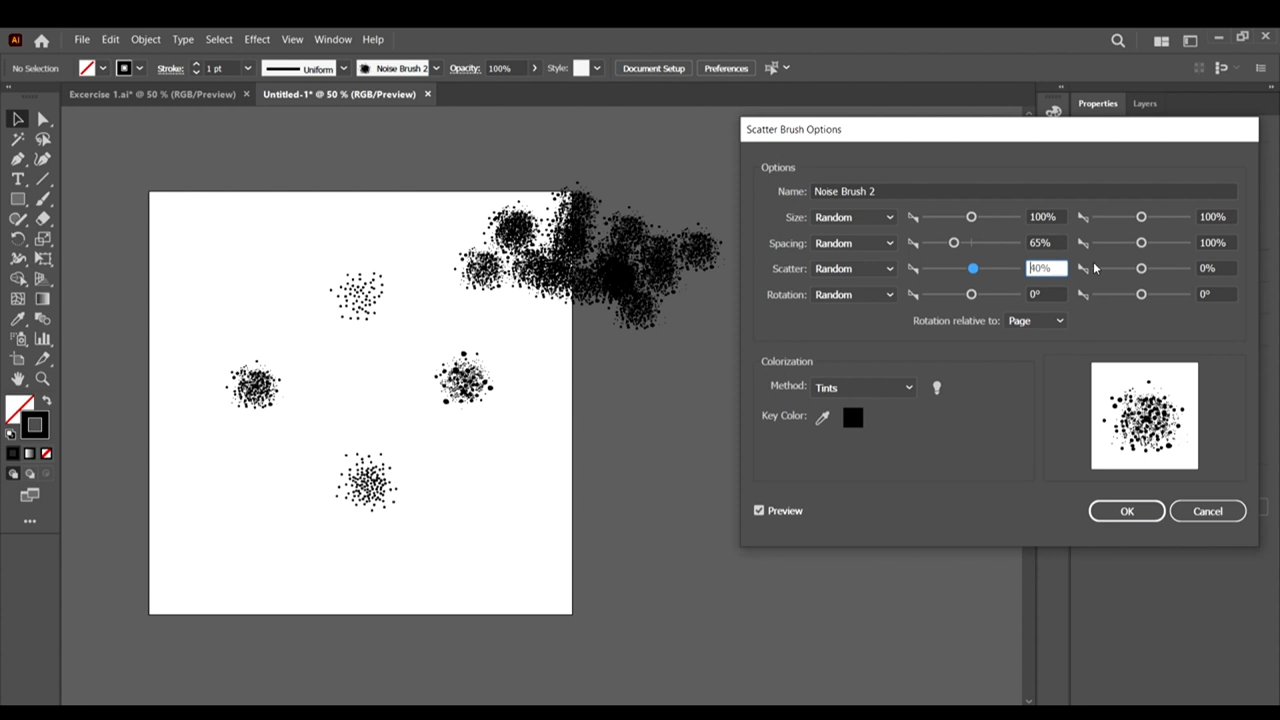 Ai File Edit Object Type Select Effect View Window Help
No Selection Stroke: 1 pt Uniform Noise Brush 2 Opacity: 100% Style: Document Setup Preferences
Excercise 1.ai* @ 50 % (RGB/Preview) × Untitled-1* @ 50 % (RGB/Preview) × Properties Layers
Scatter Brush Options
Options
Name: Noise Brush 2
Size: Random 100% 100%
Spacing: Random 65% 100%
Scatter: Random 40% 0%
Rotation: Random 0° 0°
Rotation relative to: Page
Colorization
Method: Tints
Key Color:
Preview OK Cancel